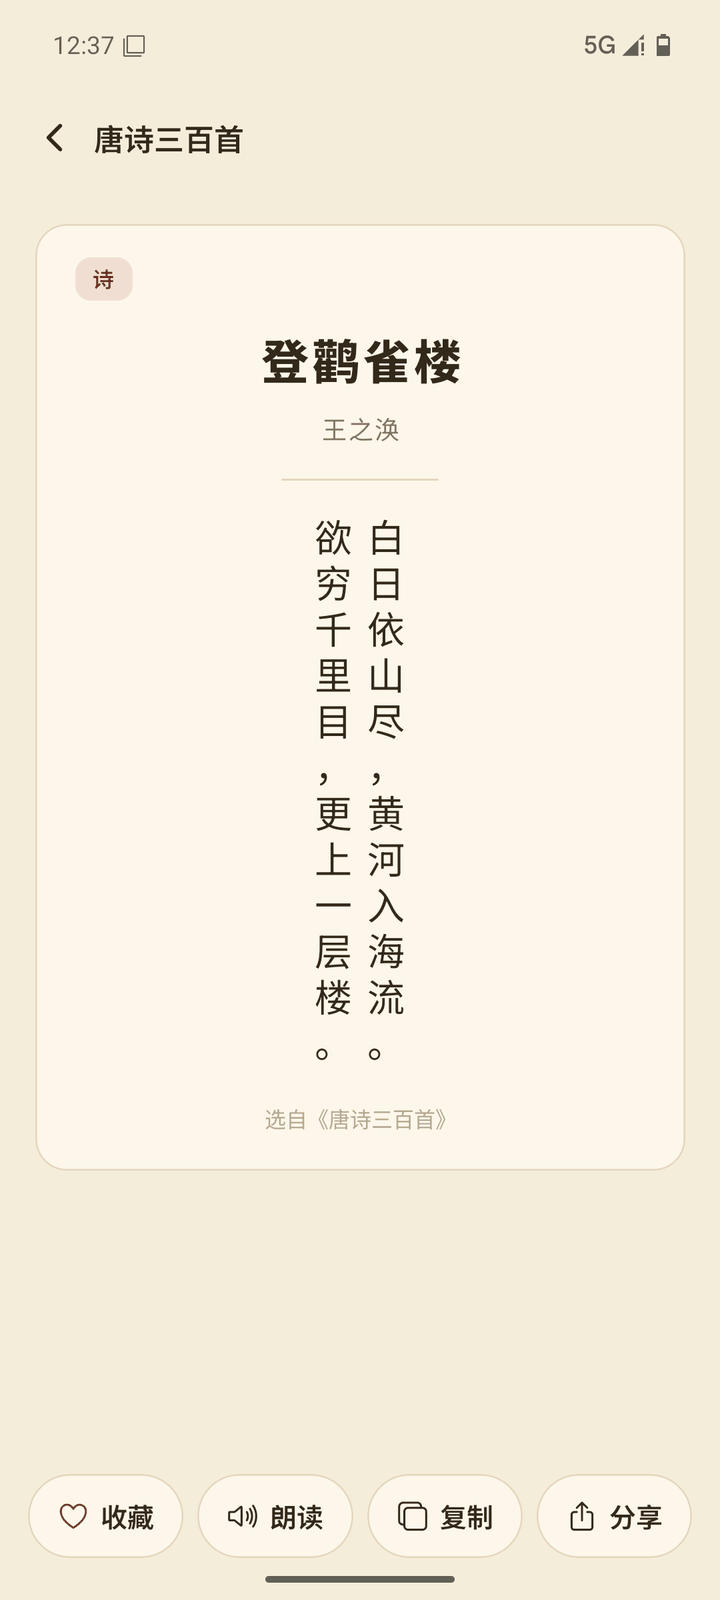 12:37
5G
唐诗三百首
诗
登鹳雀楼
王之涣
白日依山尽，黄河入海流。
欲穷千里目，更上一层楼。
选自《唐诗三百首》
收藏
朗读
复制
分享